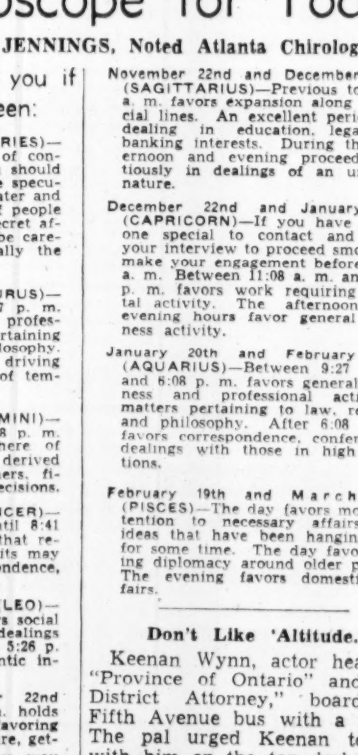 oscope for Tod
JENNINGS, Noted Atlanta Chirolog
you if
een:
RIES)—
of con-
should
specu-
ater and
people
ecret af-
be care-
ally the
URUS)—
7 p. m.
profes-
ertaining
losophy.
driving
of tem-
MINI)—
8 p. m.
here of
derived
ners, fi-
ecisions.
NCER)—
til 8:41
that re-
its may
ondence,
(LEO)—
s social
dealings
5:26 p.
ntic in-
22nd
holds
avoring
re, get-
November 22nd and December
(SAGITTARIUS)—Previous to
a. m. favors expansion along
cial lines. An excellent peri
dealing in education, lega
banking interests. During th
ernoon and evening proceed
tiously in dealings of an u
nature.
December 22nd and January
(CAPRICORN)—If you have
one special to contact and
your interview to proceed smo
make your engagement before
a. m. Between 11:08 a. m. an
p. m. favors work requiring
tal activity. The afternoon
evening hours favor general
ness activity.
January 20th and February
(AQUARIUS)—Between 9:27
and 6:08 p. m. favors general
ness and professional acti
matters pertaining to law, re
and philosophy. After 6:08
favors correspondence, confer
dealings with those in high
tions.
February 19th and March
(PISCES)—The day favors mo
tention to necessary affairs
ideas that have been hangin
for some time. The day favo
ing diplomacy around older p
The evening favors domesti
fairs.
Don't Like 'Altitude.
Keenan Wynn, actor hea
"Province of Ontario" and
District Attorney," board
Fifth Avenue bus with a
The pal urged Keenan to